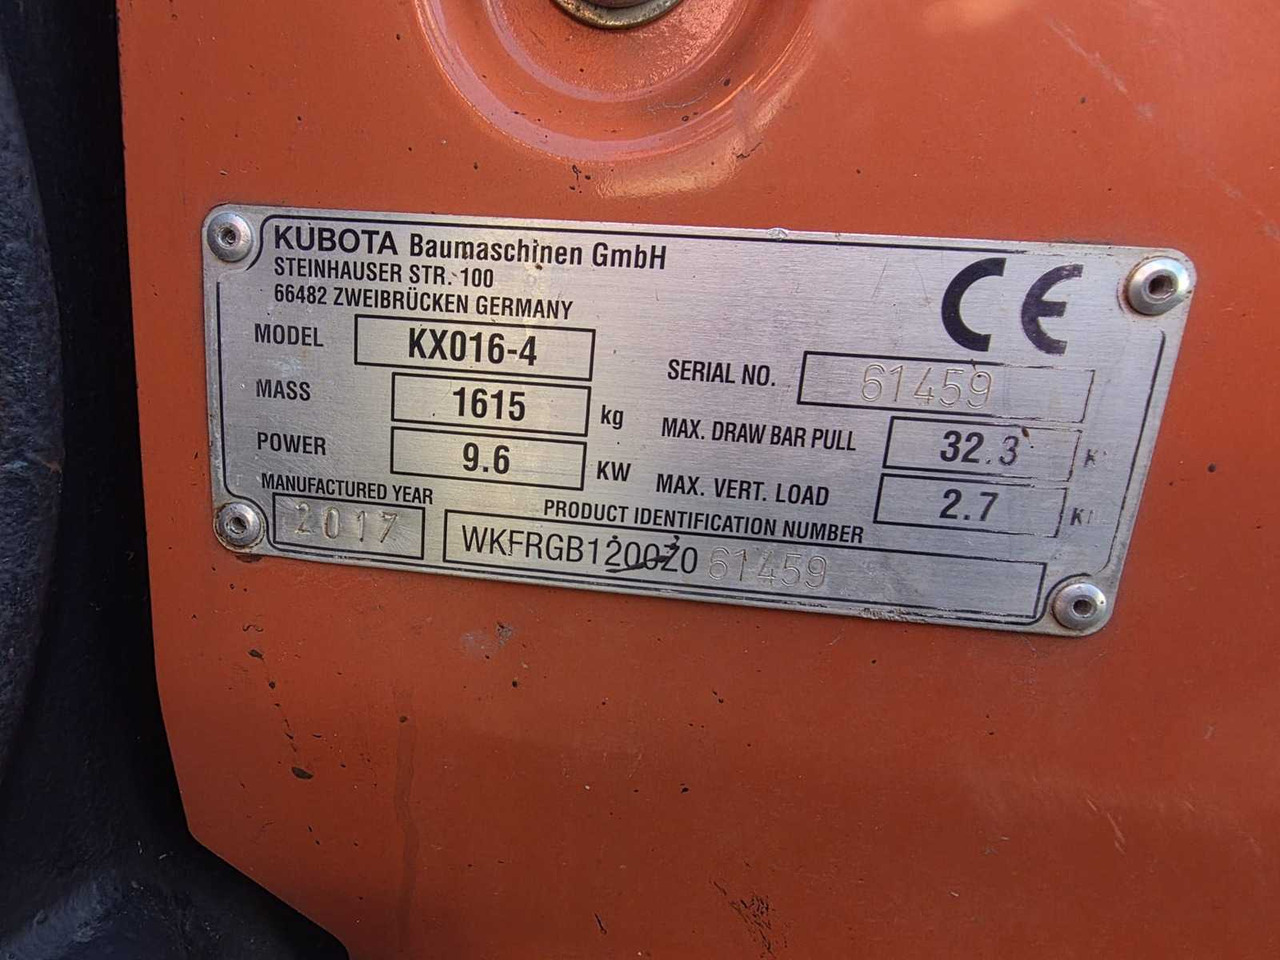 KUBOTA Baumaschinen GmbH
STEINHAUSER STR. 100
66482 ZWEIBRÜCKEN GERMANY
MODEL KX016-4
MASS 1615 kg
POWER 9.6 KW
MANUFACTURED YEAR
2017
CE
SERIAL NO. 61459
MAX. DRAW BAR PULL 32.3
MAX. VERT. LOAD 2.7
PRODUCT IDENTIFICATION NUMBER
WKFRGB1200Z061459